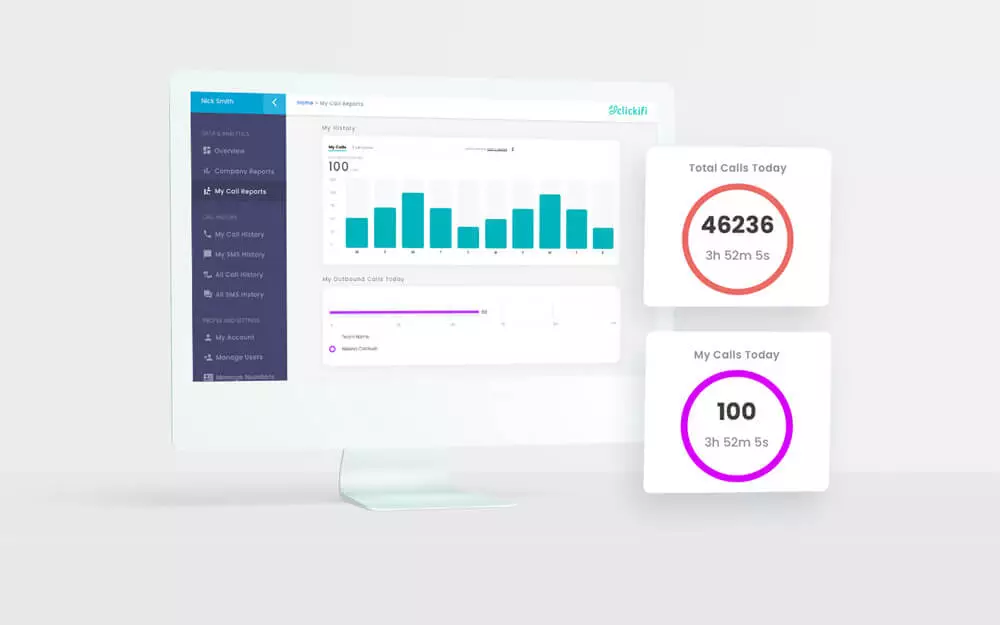 Nick Smith
Home > My Call Reports
clickifi
DATA & ANALYTICS
Overview
Company Reports
My Call Reports
CALL HISTORY
My Call History
My SMS History
All Call History
All SMS History
PROFILE AND SETTINGS
My Account
Manage Users
Manage Numbers
My History
My Calls
100
My Outbound Calls Today
Team Name
Total Calls Today
46236
3h 52m 5s
My Calls Today
100
3h 52m 5s